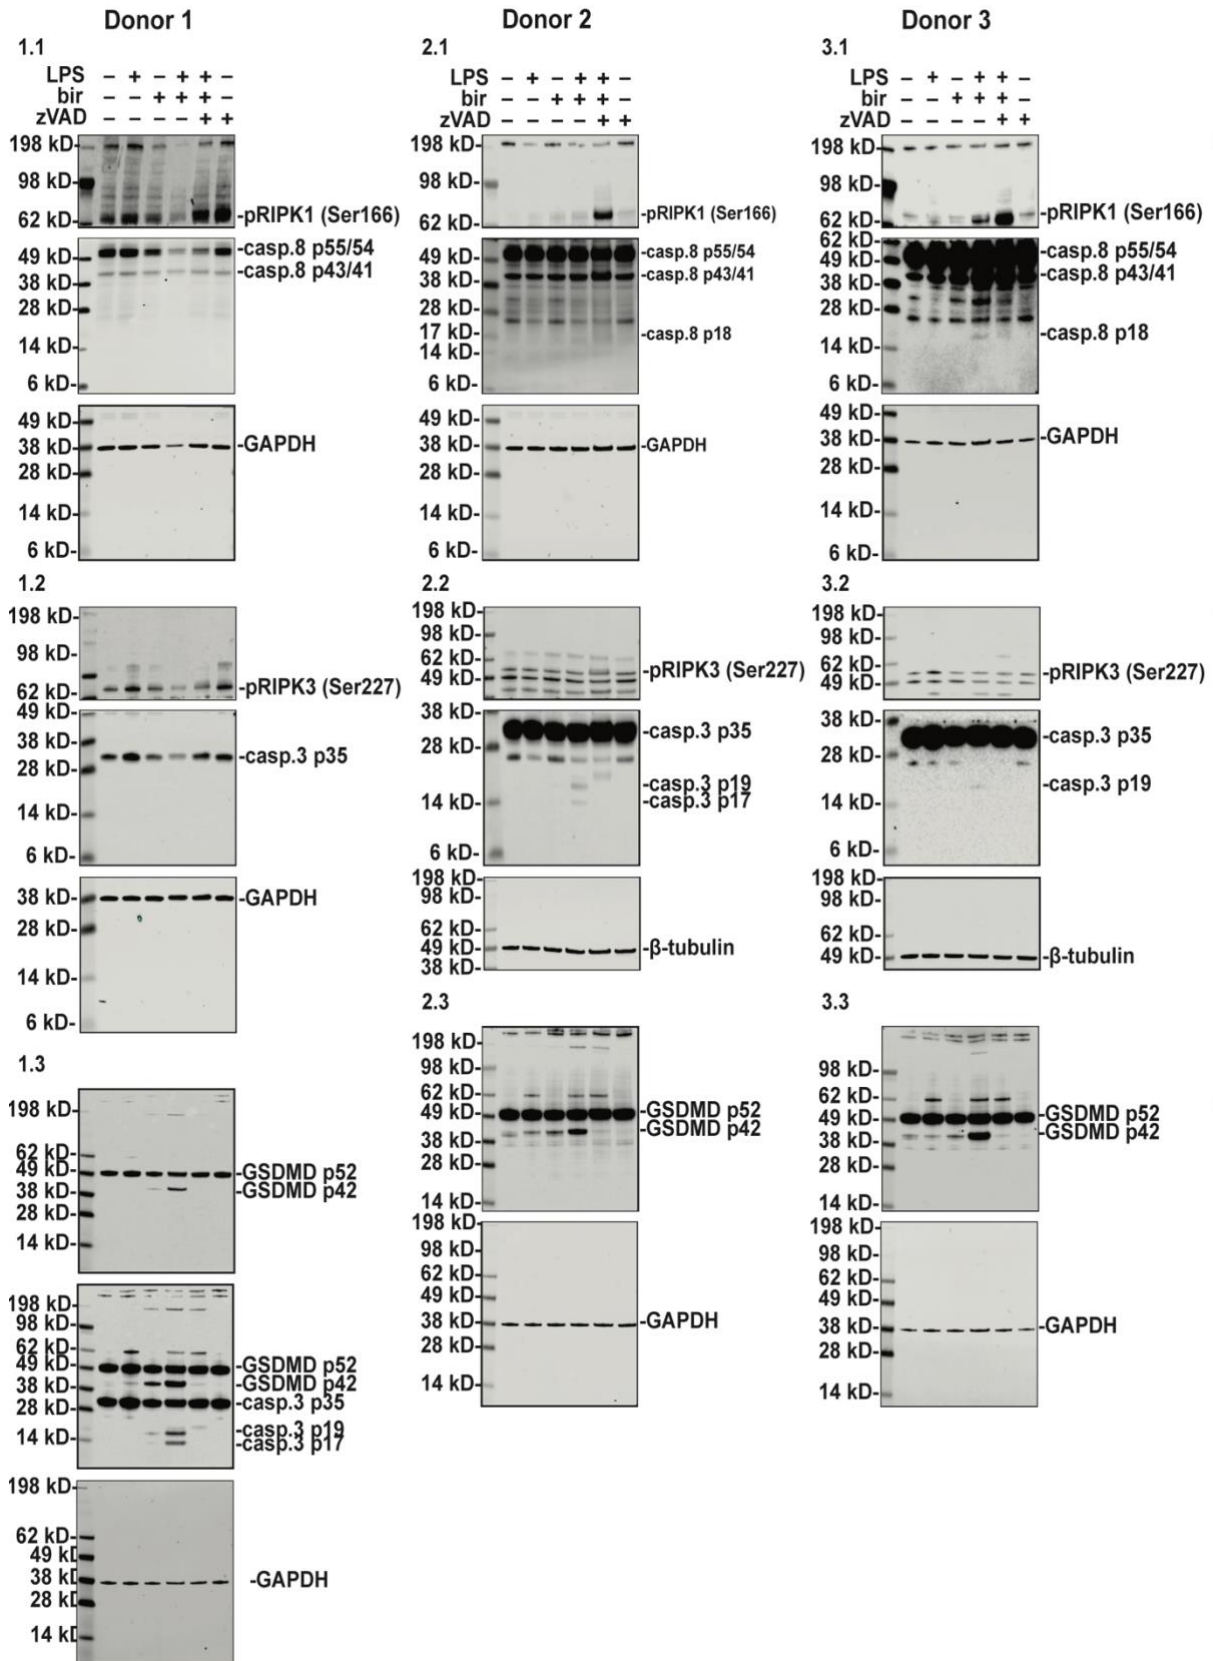 Donor 1
1.1
LPS - + - + + -
bir - - + + + -
zVAD - - - - + +
198 kD-
98 kD-
62 kD-
-pRIPK1 (Ser166)
49 kD-
38 kD-
28 kD-
14 kD-
6 kD-
-casp.8 p55/54
-casp.8 p43/41
49 kD-
38 kD-
28 kD-
14 kD-
6 kD-
-GAPDH
1.2
198 kD-
98 kD-
62 kD-
-pRIPK3 (Ser227)
49 kD-
38 kD-
28 kD-
14 kD-
6 kD-
-casp.3 p35
38 kD-
28 kD-
14 kD-
6 kD-
-GAPDH
1.3
198 kD-
62 kD-
49 kD-
38 kD-
28 kD-
14 kD-
-GSDMD p52
-GSDMD p42
198 kD-
98 kD-
62 kD-
49 kD-
38 kD-
28 kD-
14 kD-
-GSDMD p52
-GSDMD p42
-casp.3 p35
-casp.3 p19
-casp.3 p17
198 kD-
62 kD-
49 kD
38 kD
28 kD-
14 kD
-GAPDH
Donor 2
2.1
LPS - + - + + -
bir - - + + + -
zVAD - - - - + +
198 kD-
98 kD-
62 kD-
-pRIPK1 (Ser166)
49 kD-
38 kD-
28 kD-
17 kD-
14 kD-
6 kD-
-casp.8 p55/54
-casp.8 p43/41
-casp.8 p18
49 kD-
38 kD-
28 kD-
14 kD-
6 kD-
-GAPDH
2.2
198 kD-
98 kD-
62 kD-
49 kD-
-pRIPK3 (Ser227)
38 kD-
28 kD-
14 kD-
6 kD-
-casp.3 p35
-casp.3 p19
-casp.3 p17
198 kD-
98 kD-
62 kD-
49 kD-
38 kD-
-β-tubulin
2.3
198 kD-
98 kD-
62 kD-
49 kD-
38 kD-
28 kD-
14 kD-
-GSDMD p52
-GSDMD p42
198 kD-
98 kD-
62 kD-
49 kD-
38 kD-
28 kD-
14 kD-
-GAPDH
Donor 3
3.1
LPS - + - + + -
bir - - + + + -
zVAD - - - - + +
198 kD-
98 kD-
62 kD-
-pRIPK1 (Ser166)
62 kD-
49 kD-
38 kD-
28 kD-
14 kD-
6 kD-
-casp.8 p55/54
-casp.8 p43/41
-casp.8 p18
49 kD-
38 kD-
28 kD-
14 kD-
6 kD-
-GAPDH
3.2
198 kD-
98 kD-
62 kD-
49 kD-
-pRIPK3 (Ser227)
38 kD-
28 kD-
14 kD-
6 kD-
-casp.3 p35
-casp.3 p19
198 kD-
98 kD-
62 kD-
49 kD-
-β-tubulin
3.3
98 kD-
62 kD-
49 kD-
38 kD-
28 kD-
14 kD-
-GSDMD p52
-GSDMD p42
198 kD-
98 kD-
62 kD-
49 kD-
38 kD-
28 kD-
14 kD-
-GAPDH